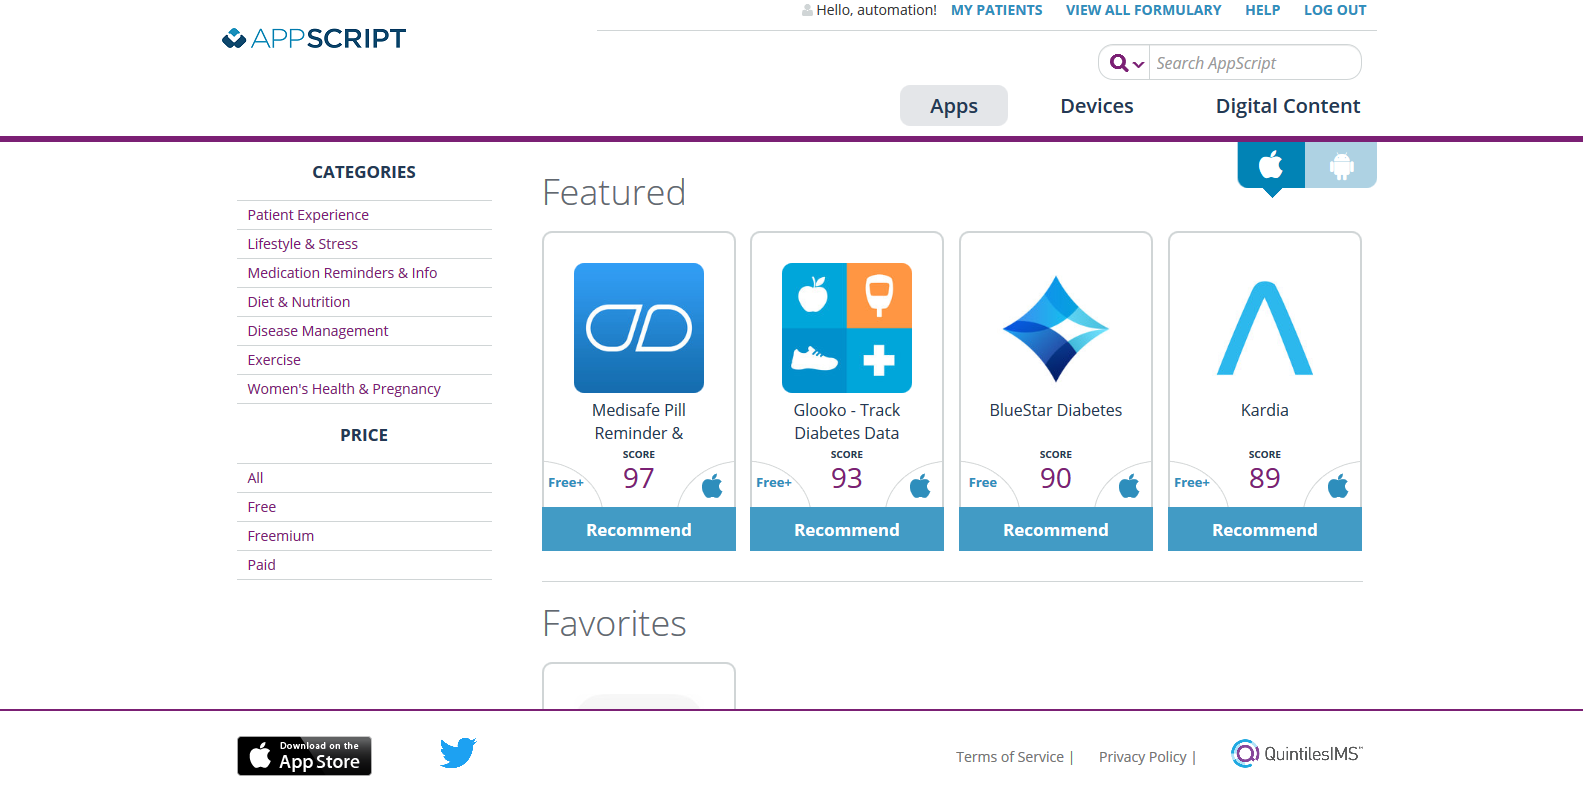 Hello, automation! MY PATIENTS VIEW ALL FORMULARY HELP LOG OUT
APPSCRIPT
Search AppScript
Apps Devices Digital Content
CATEGORIES
Patient Experience
Lifestyle & Stress
Medication Reminders & Info
Diet & Nutrition
Disease Management
Exercise
Women's Health & Pregnancy
PRICE
All
Free
Freemium
Paid
Featured
Medisafe Pill
Reminder &
SCORE
Free+ 97
Recommend
Glooko - Track
Diabetes Data
SCORE
Free+ 93
Recommend
BlueStar Diabetes
SCORE
Free 90
Recommend
Kardia
SCORE
Free+ 89
Recommend
Favorites
Download on the
App Store
Terms of Service | Privacy Policy |
QuintilesIMS™